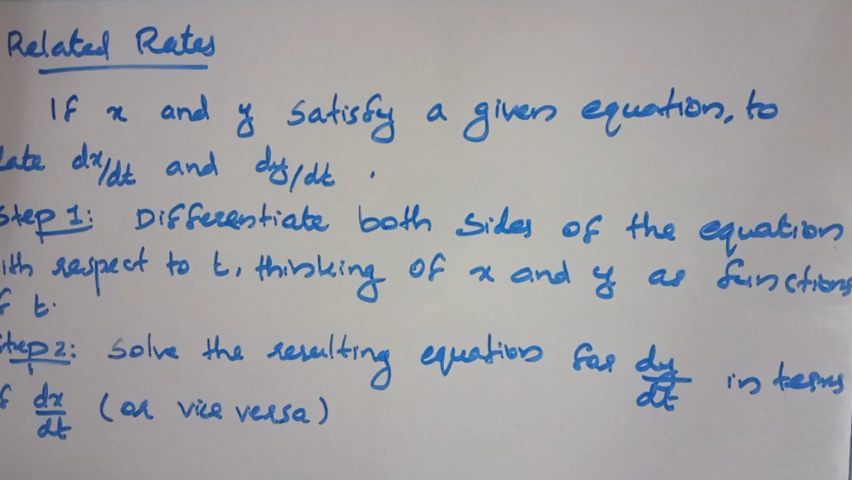 Related Rates
If x and y satisfy a given equation, to
late dx/dt and dy/dt.
Step 1: Differentiate both sides of the equation
ith respect to t, thinking of x and y as functions
f t.
Step 2: Solve the resulting equation for dy/dt in terms
f dx/dt (or vice versa)